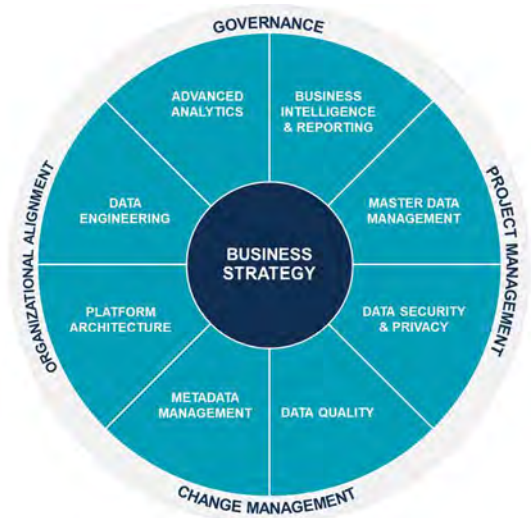 GOVERNANCE
ADVANCED
ANALYTICS
BUSINESS
INTELLIGENCE
& REPORTING
DATA
ENGINEERING
MASTER DATA
MANAGEMENT
ORGANIZATIONAL ALIGNMENT
BUSINESS
STRATEGY
PROJECT MANAGEMENT
PLATFORM
ARCHITECTURE
DATA SECURITY
& PRIVACY
METADATA
MANAGEMENT
DATA QUALITY
CHANGE MANAGEMENT